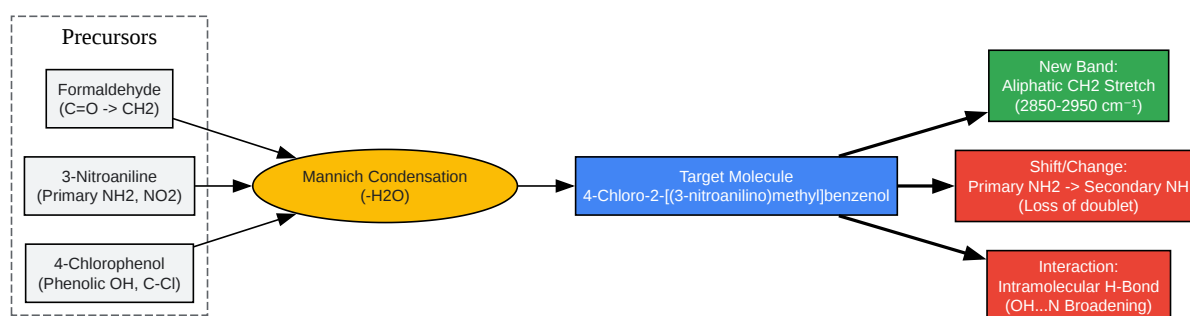 Precursors
Formaldehyde
(C=O -> CH2)
3-Nitroaniline
(Primary NH2, NO2)
4-Chlorophenol
(Phenolic OH, C-Cl)
Mannich Condensation
(-H2O)
Target Molecule
4-Chloro-2-[(3-nitroanilino)methyl]benzenol
New Band:
Aliphatic CH2 Stretch
(2850-2950 cm⁻¹)
Shift/Change:
Primary NH2 -> Secondary NH
(Loss of doublet)
Interaction:
Intramolecular H-Bond
(OH...N Broadening)